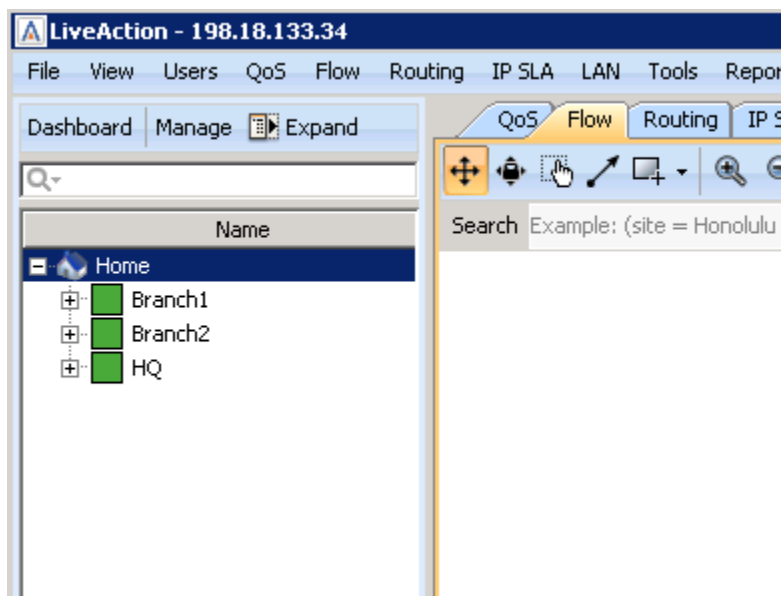 LiveAction - 198.18.133.34
File View Users QoS Flow Routing IP SLA LAN Tools
Dashboard Manage Expand
QoS Flow Routing
Search Example: (site = Honolulu
Name
Home
Branch1
Branch2
HQ